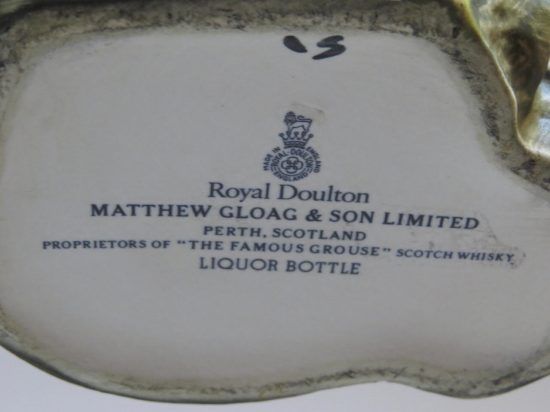 Royal Doulton
MATTHEW GLOAG & SON LIMITED
PERTH, SCOTLAND
PROPRIETORS OF "THE FAMOUS GROUSE" SCOTCH WHISKY
LIQUOR BOTTLE